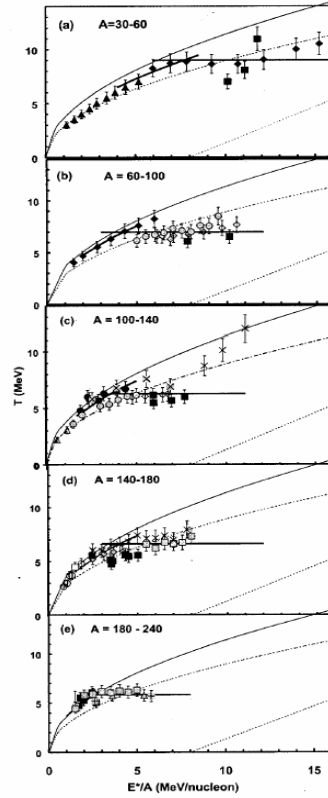 (a) A=30-60
10
5
0
(b) A = 60-100
10
5
0
(c) A = 100-140
10
5
0
T (MeV)
(d) A = 140-180
10
5
0
(e) A = 180 - 240
10
5
0
0 5 10 15
E*/A (MeV/nucleon)